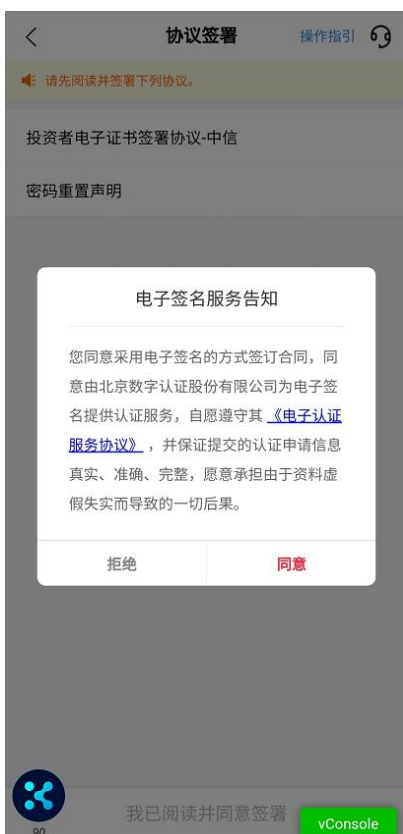 协议签署
操作指引
请先阅读并签署下列协议。
投资者电子证书签署协议-中信
密码重置声明
电子签名服务告知
您同意采用电子签名的方式签订合同，同
意由北京数字认证股份有限公司为电子签
名提供认证服务，自愿遵守其《电子认证
服务协议》，并保证提交的认证申请信息
真实、准确、完整，愿意承担由于资料虚
假失实而导致的一切后果。
拒绝
同意
我已阅读并同意签署
vConsole